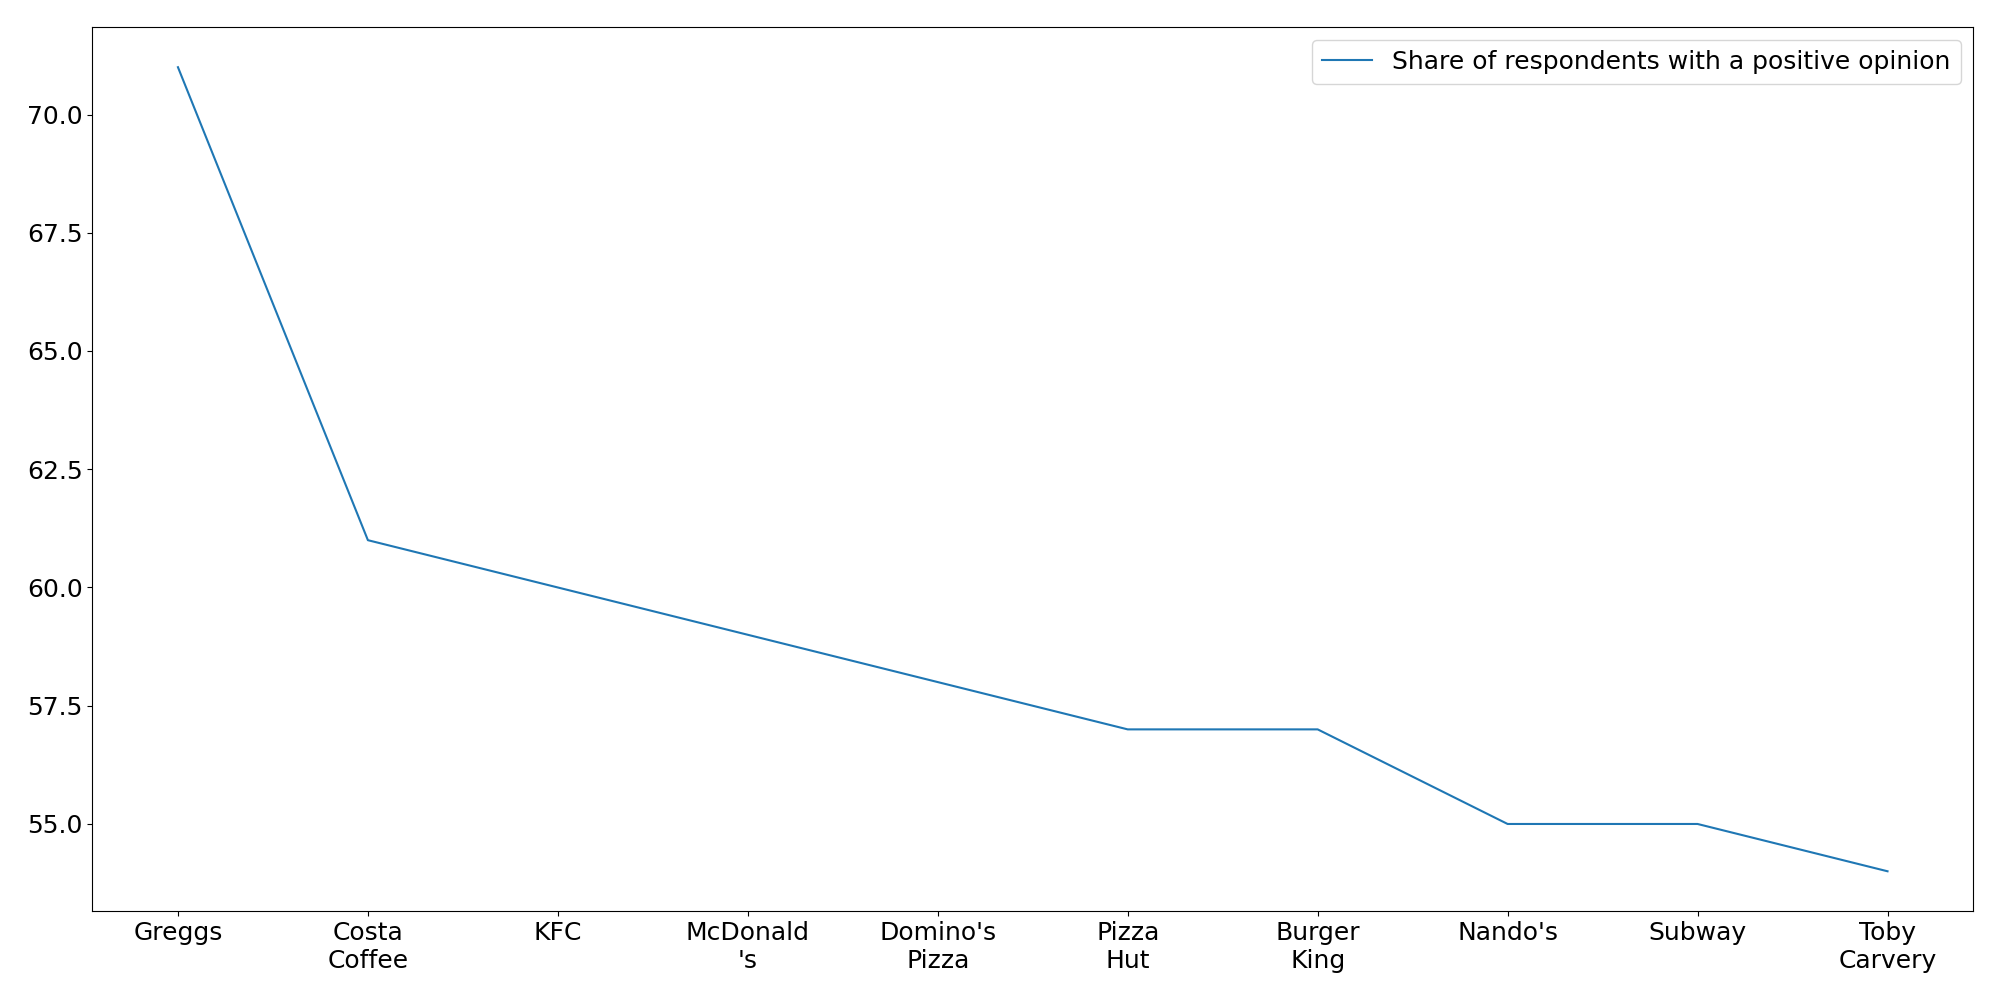 Share of respondents with a positive opinion
70.0
67.5
65.0
62.5
60.0
57.5
55.0
Greggs
Costa
Coffee
KFC
McDonald
's
Domino's
Pizza
Pizza
Hut
Burger
King
Nando's
Subway
Toby
Carvery